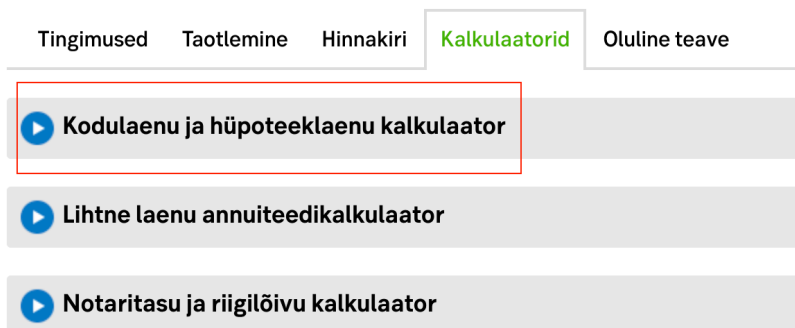 Tingimused Taotlemine Hinnakiri Kalkulaatorid Oluline teave
Kodulaenu ja hüpoteeklaenu kalkulaator
Lihtne laenu annuiteedikalkulaator
Notaritasu ja riigilõivu kalkulaator